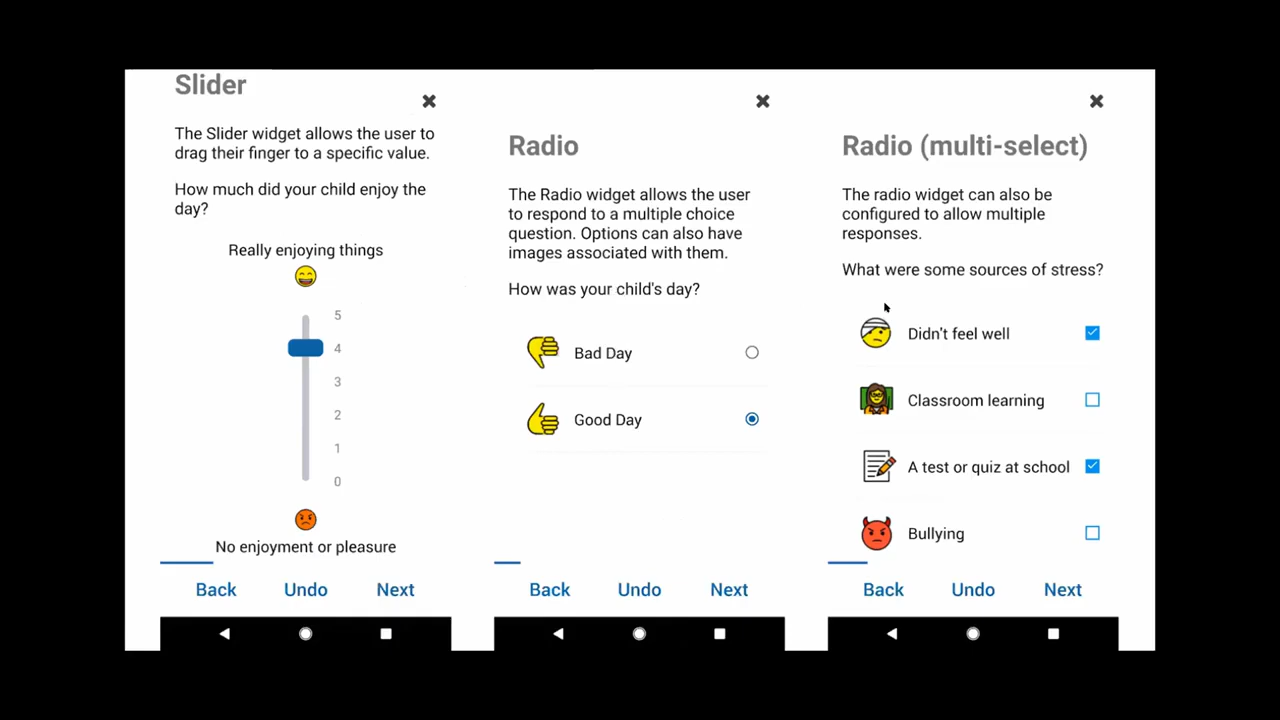 Slider
The Slider widget allows the user to
drag their finger to a specific value.
How much did your child enjoy the
day?
Really enjoying things
5
4
3
2
1
0
No enjoyment or pleasure
Back Undo Next
Radio
The Radio widget allows the user
to respond to a multiple choice
question. Options can also have
images associated with them.
How was your child's day?
Bad Day
Good Day
Back Undo Next
Radio (multi-select)
The radio widget can also be
configured to allow multiple
responses.
What were some sources of stress?
Didn't feel well
Classroom learning
A test or quiz at school
Bullying
Back Undo Next